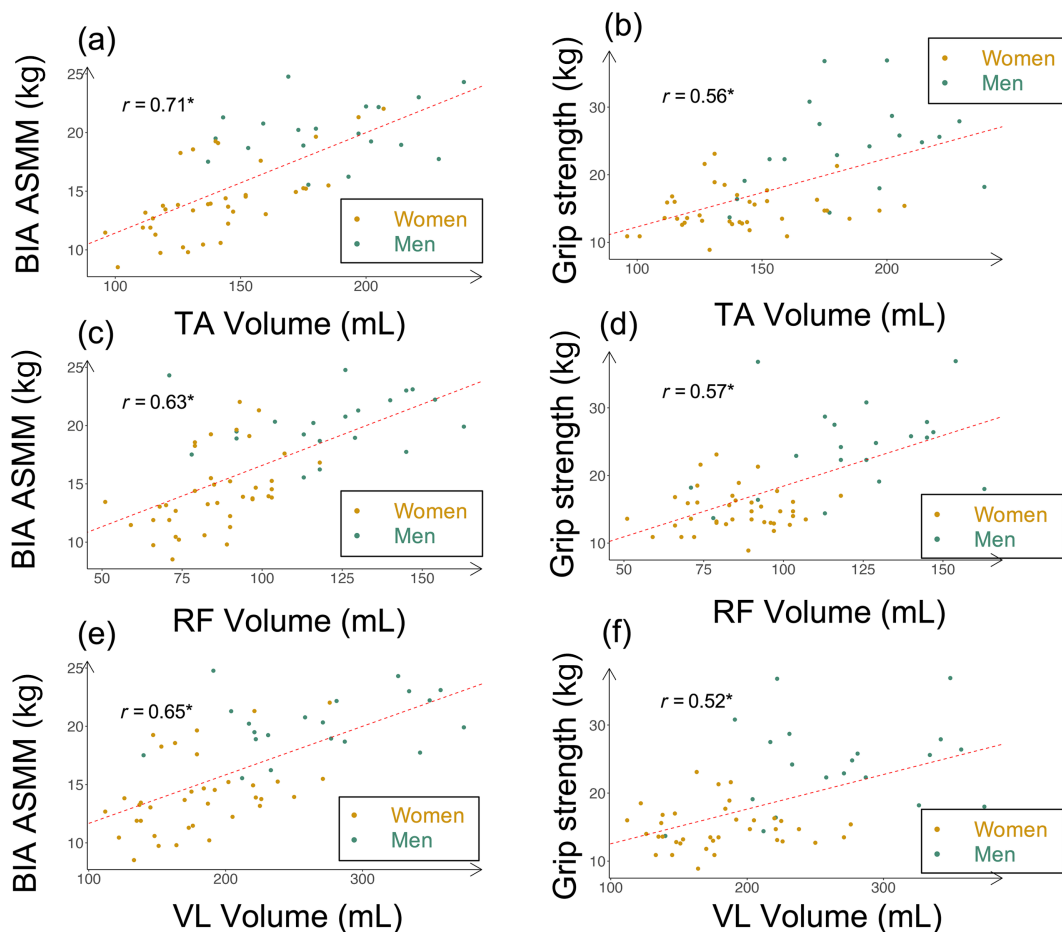 (a)
BIA ASMM (kg)
25
20
15
10
r = 0.71*
Women
Men
100
150
200
TA Volume (mL)
(b)
Grip strength (kg)
30
20
10
r = 0.56*
Women
Men
100
150
200
TA Volume (mL)
(c)
BIA ASMM (kg)
25
20
15
10
r = 0.63*
Women
Men
50
75
100
125
150
RF Volume (mL)
(d)
Grip strength (kg)
30
20
10
r = 0.57*
Women
Men
50
75
100
125
150
RF Volume (mL)
(e)
BIA ASMM (kg)
25
20
15
10
r = 0.65*
Women
Men
100
200
300
VL Volume (mL)
(f)
Grip strength (kg)
30
20
10
r = 0.52*
Women
Men
100
200
300
VL Volume (mL)